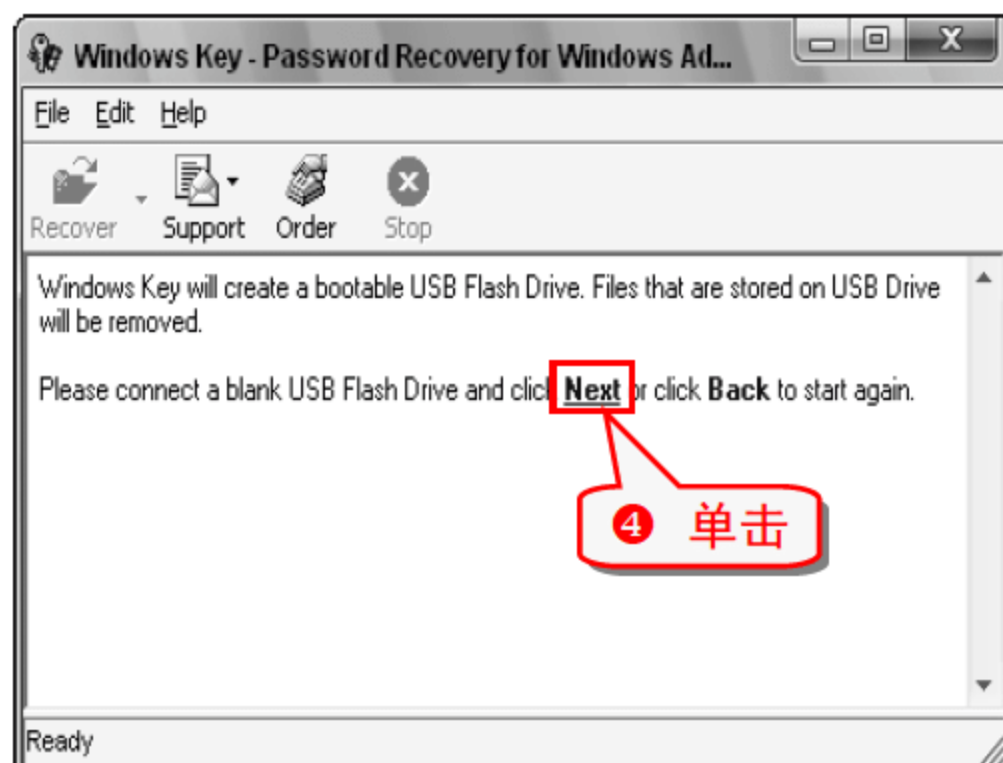 Windows Key - Password Recovery for Windows Ad...
File Edit Help
Recover Support Order Stop
Windows Key will create a bootable USB Flash Drive. Files that are stored on USB Drive
will be removed.
Please connect a blank USB Flash Drive and click Next or click Back to start again.
❹ 单击
Ready